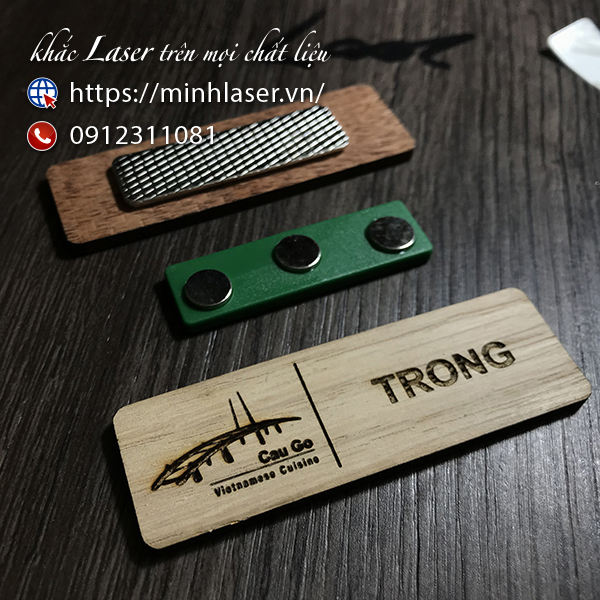 khắc Laser trên mọi chất liệu
https://minhlaser.vn/
0912311081
TRONG
Cau Go
Vietnamese Cuisine